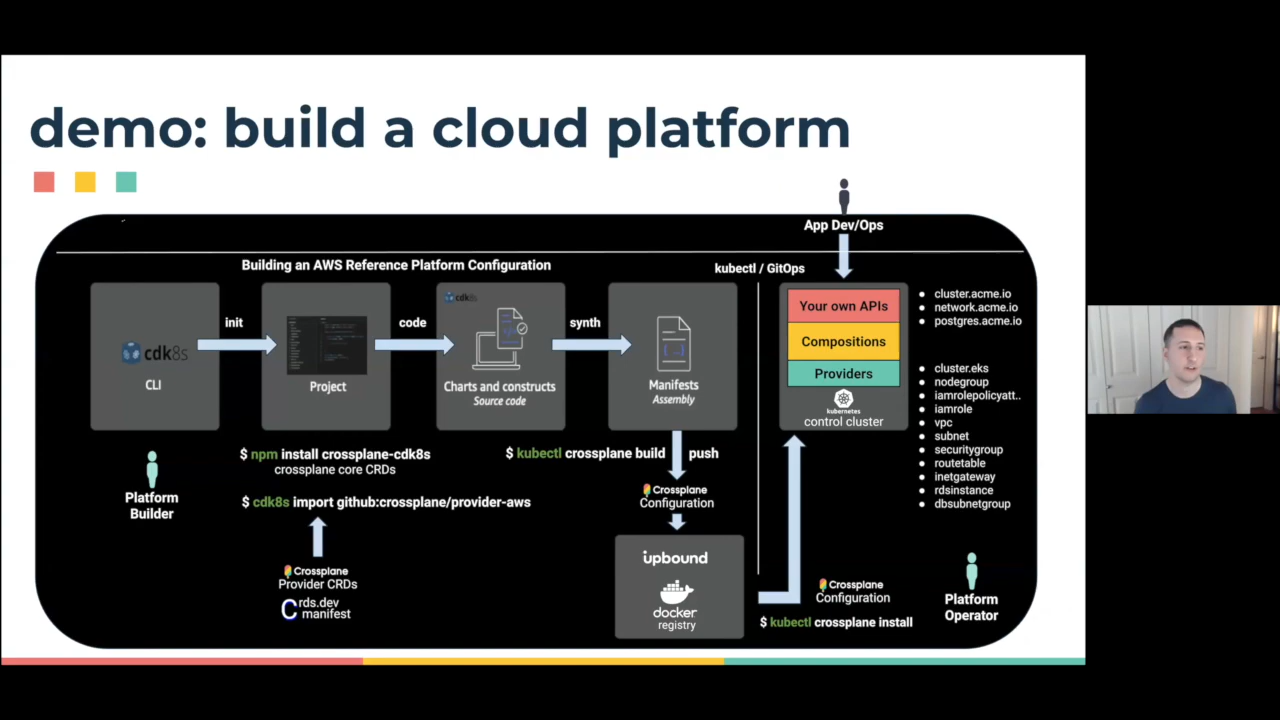 demo: build a cloud platform
App Dev/Ops
Building an AWS Reference Platform Configuration
kubectl / GitOps
cdk8s
CLI
init
Project
code
cdk8s
Charts and constructs
Source code
synth
Manifests
Assembly
Your own APIs
Compositions
Providers
kubernetes
control cluster
cluster.acme.io
network.acme.io
postgres.acme.io
cluster.eks
nodegroup
iamrolepolicyatt..
iamrole
vpc
subnet
securitygroup
routetable
inetgateway
rdsinstance
dbsubnetgroup
Platform
Builder
$ npm install crossplane-cdk8s
crossplane core CRDs
$ cdk8s import github:crossplane/provider-aws
Crossplane
Provider CRDs
Crds.dev
manifest
$ kubectl crossplane build
push
Crossplane
Configuration
upbound
docker
registry
Crossplane
Configuration
$ kubectl crossplane install
Platform
Operator